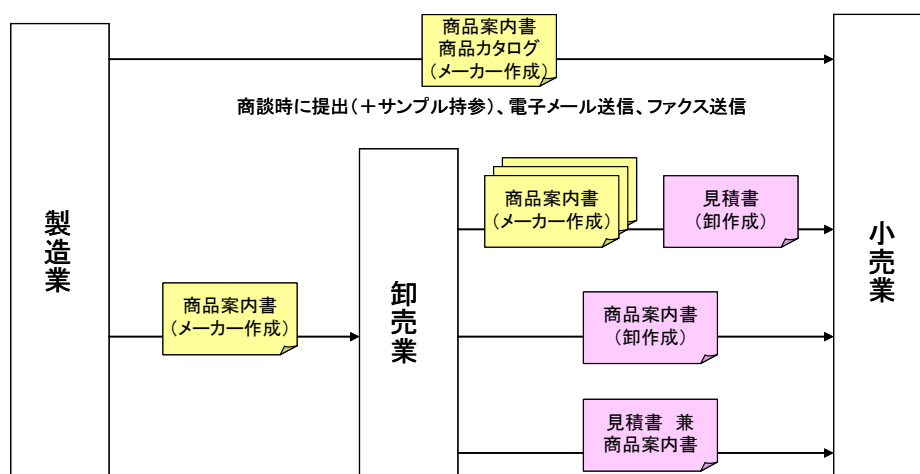 商品案内書
商品カタログ
(メーカー作成)
商談時に提出(+サンプル持参)、電子メール送信、ファクス送信
製造業
卸売業
小売業
商品案内書
(メーカー作成)
見積書
(卸作成)
商品案内書
(メーカー作成)
商品案内書
(卸作成)
見積書 兼
商品案内書